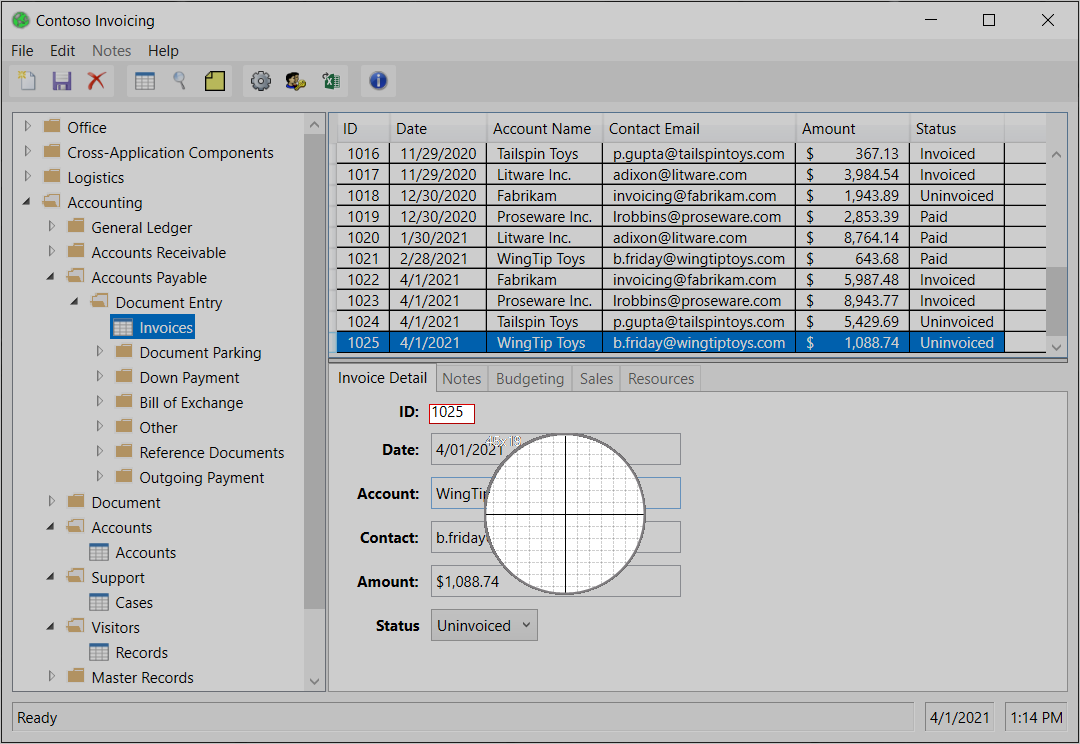 Contoso Invoicing
File Edit Notes Help
Office
Cross-Application Components
Logistics
Accounting
General Ledger
Accounts Receivable
Accounts Payable
Document Entry
Invoices
Document Parking
Down Payment
Bill of Exchange
Other
Reference Documents
Outgoing Payment
Document
Accounts
Accounts
Support
Cases
Visitors
Records
Master Records
ID Date Account Name Contact Email Amount Status
1016 11/29/2020 Tailspin Toys p.gupta@tailspintoys.com $ 367.13 Invoiced
1017 11/29/2020 Litware Inc. adixon@litware.com $ 3,984.54 Invoiced
1018 12/30/2020 Fabrikam invoicing@fabrikam.com $ 1,943.89 Uninvoiced
1019 12/30/2020 Proseware Inc. lrobbins@proseware.com $ 2,853.39 Paid
1020 1/30/2021 Litware Inc. adixon@litware.com $ 8,764.14 Paid
1021 2/28/2021 WingTip Toys b.friday@wingtiptoys.com $ 643.68 Paid
1022 4/1/2021 Fabrikam invoicing@fabrikam.com $ 5,987.48 Invoiced
1023 4/1/2021 Proseware Inc. lrobbins@proseware.com $ 8,943.77 Invoiced
1024 4/1/2021 Tailspin Toys p.gupta@tailspintoys.com $ 5,429.69 Uninvoiced
1025 4/1/2021 WingTip Toys b.friday@wingtiptoys.com $ 1,088.74 Uninvoiced
Invoice Detail Notes Budgeting Sales Resources
ID: 1025
Date: 4/01/2021
Account: WingTip
Contact: b.friday
Amount: $1,088.74
Status Uninvoiced
Ready 4/1/2021 1:14 PM